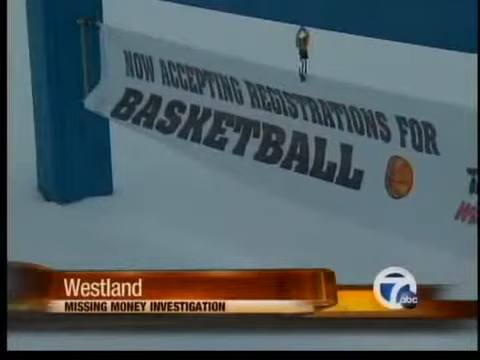 NOW ACCEPTING REGISTRATIONS FOR
BASKETBALL
Westland
MISSING MONEY INVESTIGATION
7
abc